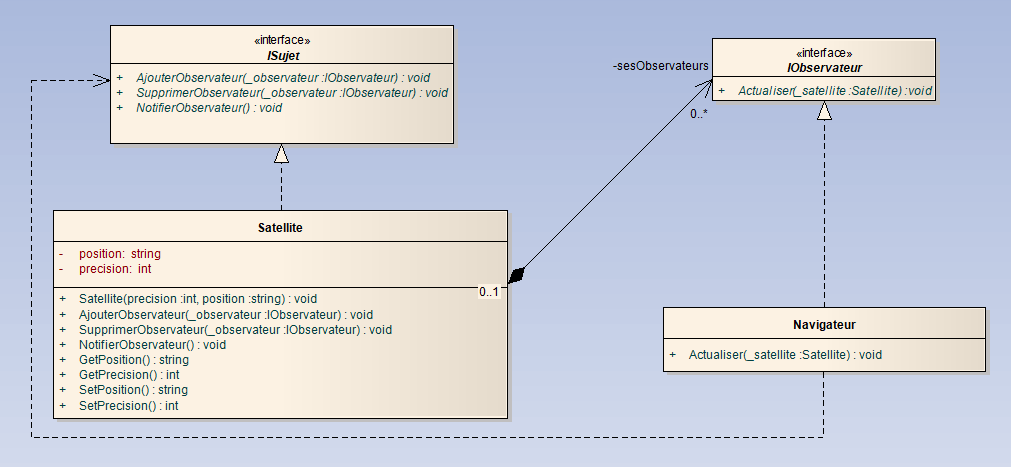 «interface»
ISujet
+ AjouterObservateur(_observateur :IObservateur) : void
+ SupprimerObservateur(_observateur :IObservateur) : void
+ NotifierObservateur() : void
«interface»
IObservateur
+ Actualiser(_satellite :Satellite) :void
-sesObservateurs
0..*
Satellite
- position: string
- precision: int
+ Satellite(precision :int, position :string) : void
+ AjouterObservateur(_observateur :IObservateur) : void
+ SupprimerObservateur(_observateur :IObservateur) : void
+ NotifierObservateur() : void
+ GetPosition() : string
+ GetPrecision() : int
+ SetPosition() : string
+ SetPrecision() : int
0..1
Navigateur
+ Actualiser(_satellite :Satellite) : void